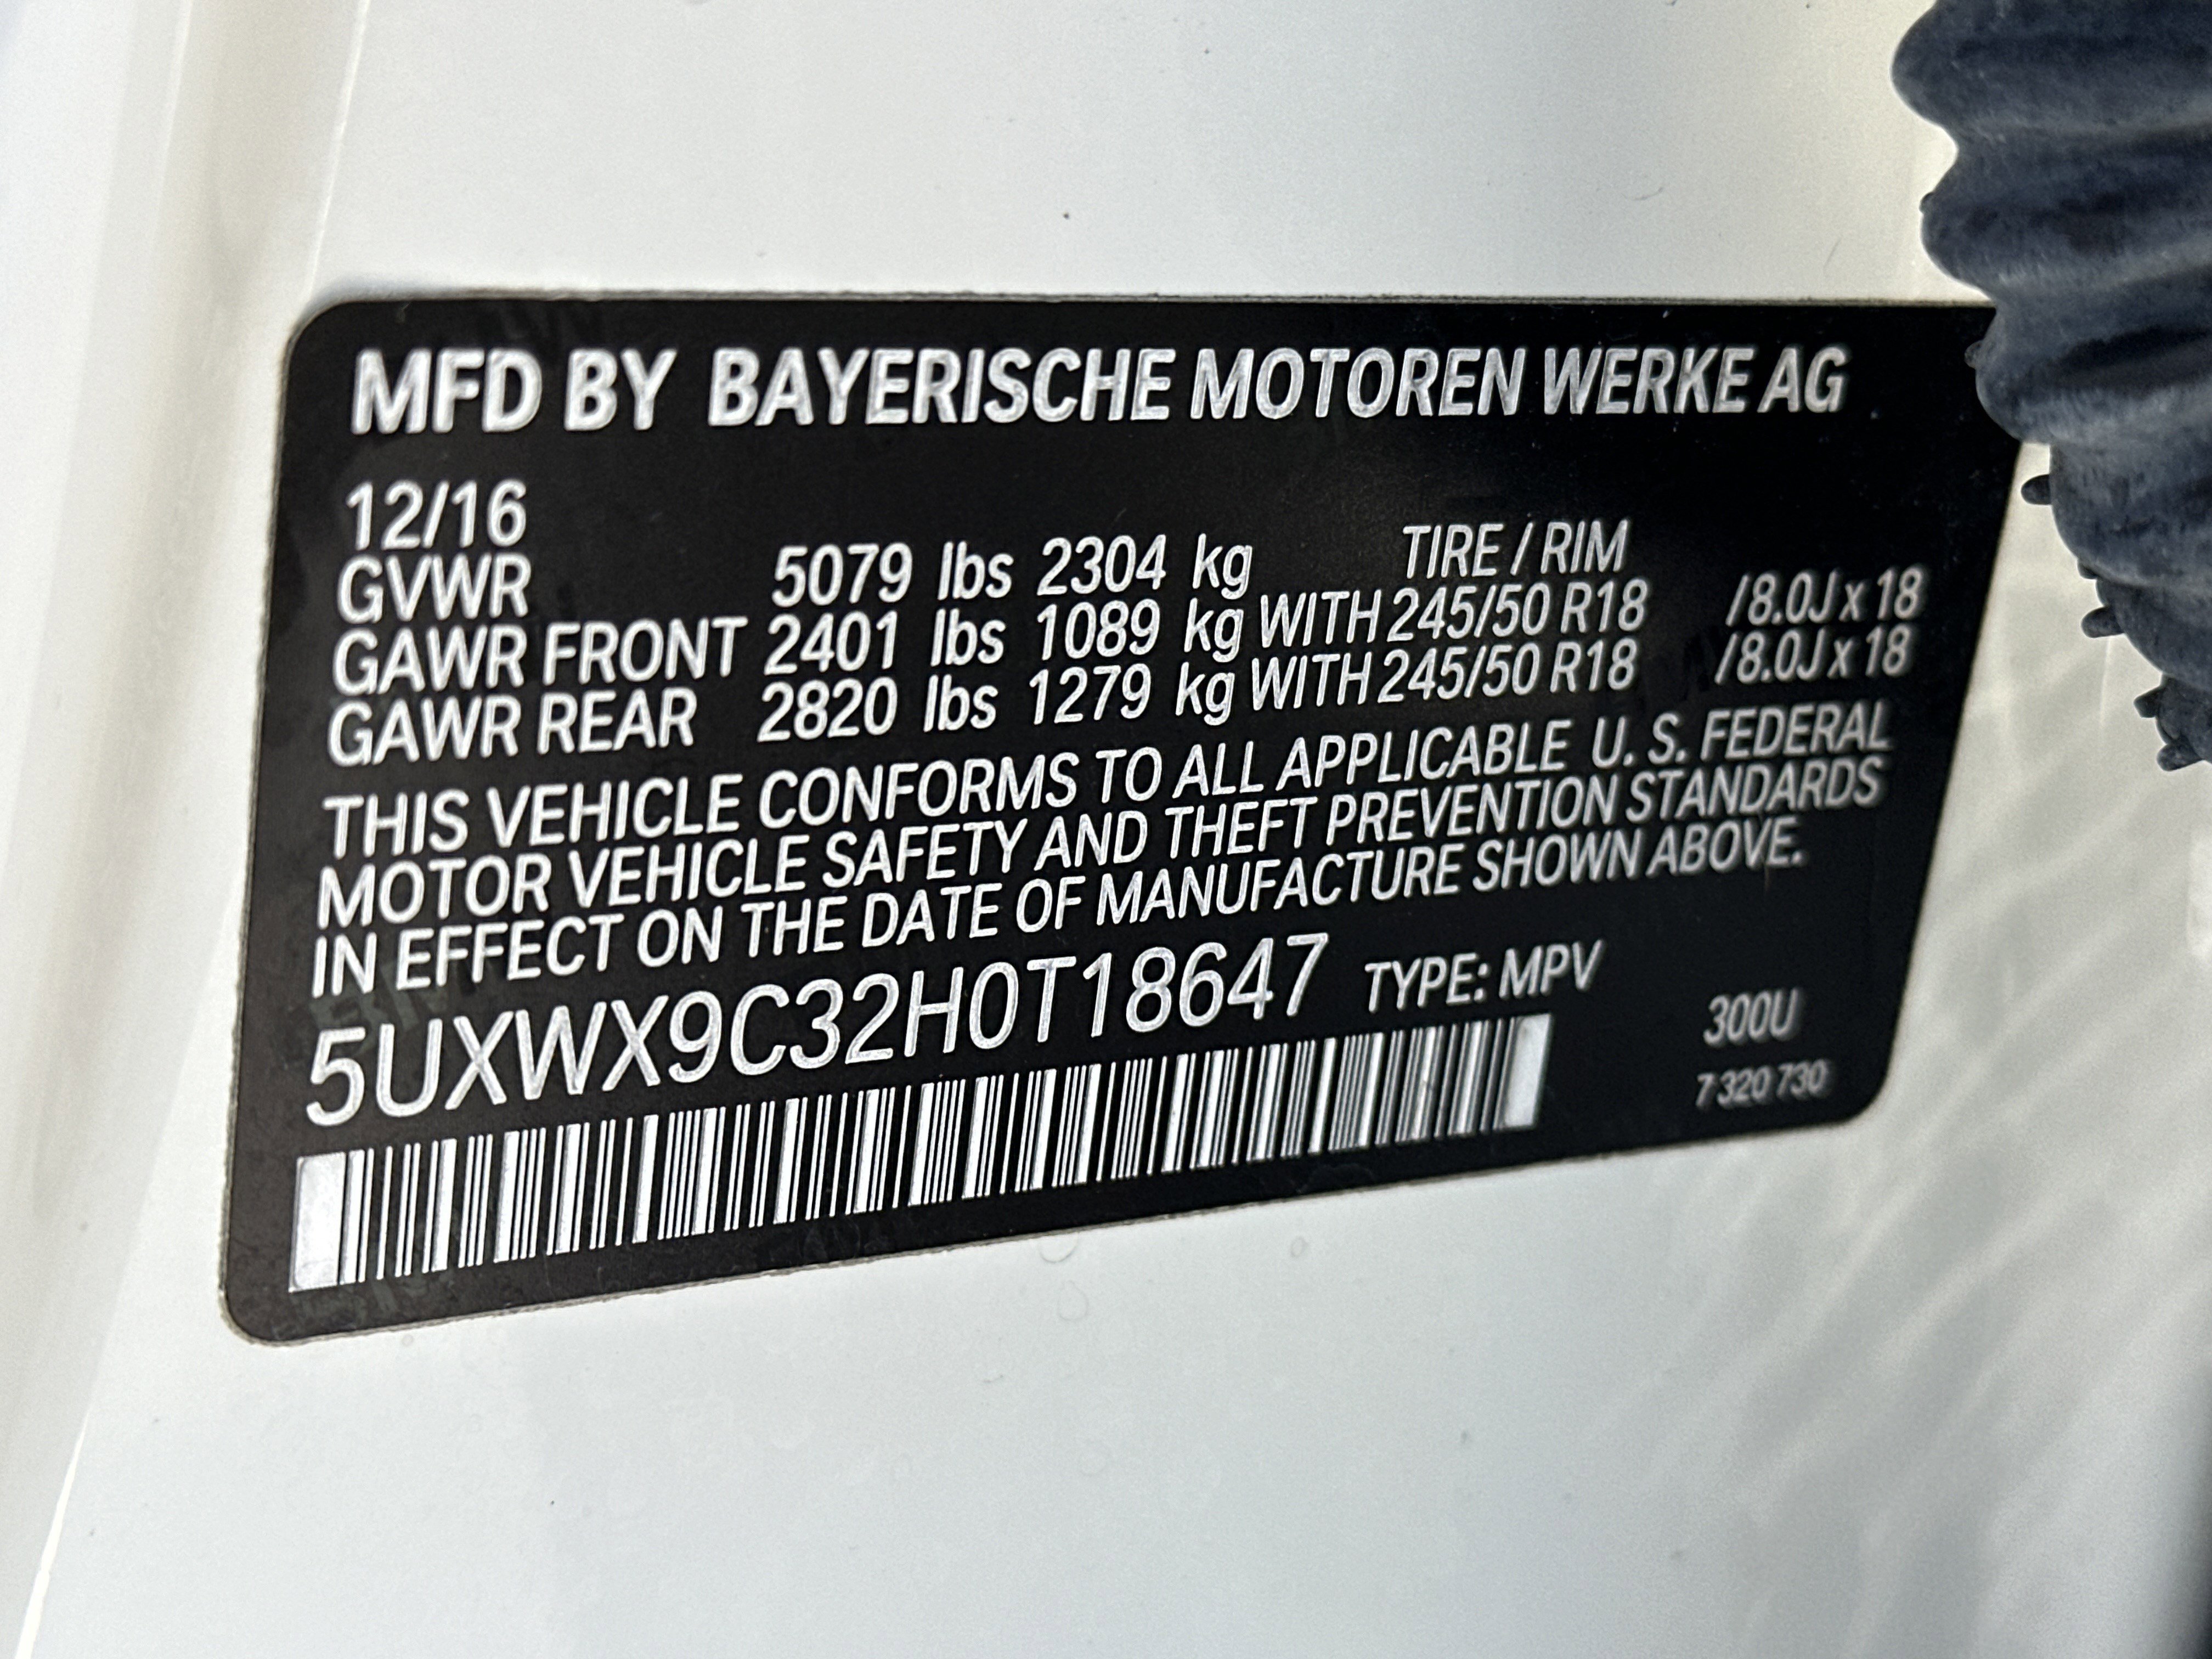 MFD BY BAYERISCHE MOTOREN WERKE AG
12/16
GVWR 5079 lbs 2304 kg TIRE / RIM
GAWR FRONT 2401 lbs 1089 kg WITH 245/50 R18 /8.0J x 18
GAWR REAR 2820 lbs 1279 kg WITH 245/50 R18 /8.0J x 18
THIS VEHICLE CONFORMS TO ALL APPLICABLE U. S. FEDERAL
MOTOR VEHICLE SAFETY AND THEFT PREVENTION STANDARDS
IN EFFECT ON THE DATE OF MANUFACTURE SHOWN ABOVE.
5UXWX9C32H0T18647 TYPE: MPV
300U
7 320 730